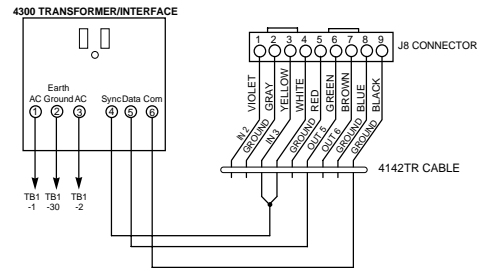 4300 TRANSFORMER/INTERFACE
Earth
AC Ground AC Sync Data Com
1 2 3 4 5 6
TB1 -1
TB1 -30
TB1 -2
1 2 3 4 5 6 7 8 9
J8 CONNECTOR
VIOLET
GRAY
YELLOW
WHITE
RED
GREEN
BROWN
BLUE
BLACK
IN 2
GROUND
IN 3
GROUND
OUT 5
OUT 6
GROUND
GROUND
4142TR CABLE